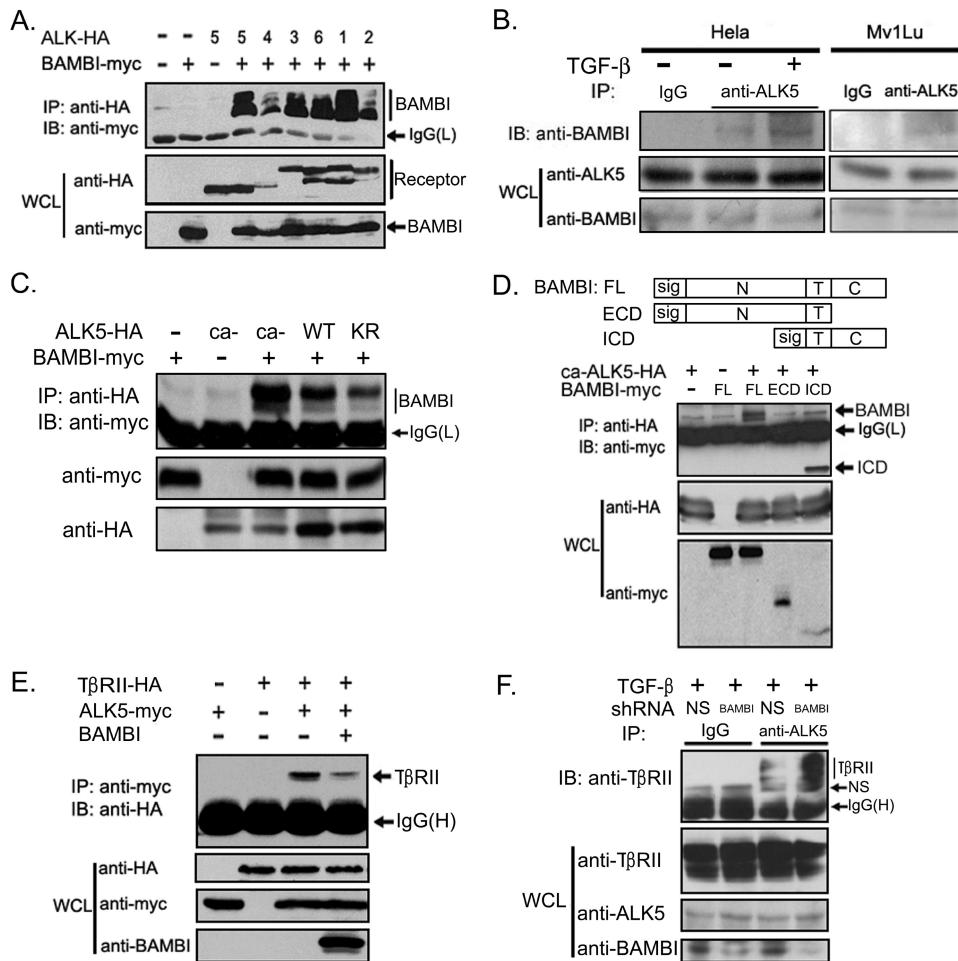 A.
ALK-HA - - 5 5 4 3 6 1 2
BAMBI-myc - + - + + + + + +
IP: anti-HA
IB: anti-myc
BAMBI
IgG(L)
WCL
anti-HA
Receptor
anti-myc
BAMBI
B.
Hela Mv1Lu
TGF-β - - +
IP: IgG anti-ALK5 IgG anti-ALK5
IB: anti-BAMBI
WCL
anti-ALK5
anti-BAMBI
C.
ALK5-HA - ca- ca- WT KR
BAMBI-myc + - + + +
IP: anti-HA
IB: anti-myc
BAMBI
IgG(L)
anti-myc
anti-HA
D.
BAMBI: FL sig N T C
ECD sig N T
ICD sig T C
ca-ALK5-HA + - + + +
BAMBI-myc - FL FL ECD ICD
IP: anti-HA
IB: anti-myc
BAMBI
IgG(L)
ICD
WCL
anti-HA
anti-myc
E.
TβRII-HA - + + +
ALK5-myc + - + +
BAMBI - - - +
IP: anti-myc
IB: anti-HA
TβRII
IgG(H)
WCL
anti-HA
anti-myc
anti-BAMBI
F.
TGF-β + + + +
shRNA NS BAMBI NS BAMBI
IP: IgG anti-ALK5
IB: anti-TβRII
TβRII
NS
IgG(H)
WCL
anti-TβRII
anti-ALK5
anti-BAMBI